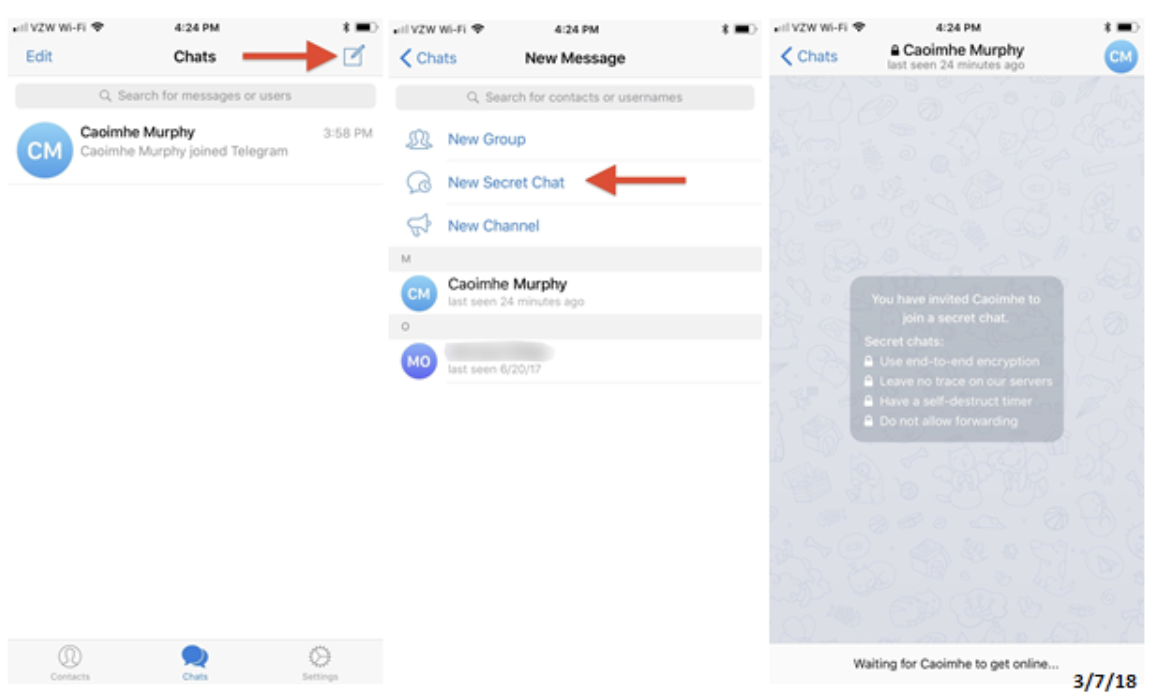 VZW Wi-Fi 4:24 PM
Edit Chats
Search for messages or users
CM Caoimhe Murphy 3:58 PM
Caoimhe Murphy joined Telegram
Contacts Chats Settings
VZW Wi-Fi 4:24 PM
Chats New Message
Search for contacts or usernames
New Group
New Secret Chat
New Channel
M
CM Caoimhe Murphy
last seen 24 minutes ago
O
MO
last seen 6/20/17
VZW Wi-Fi 4:24 PM
Chats Caoimhe Murphy CM
last seen 24 minutes ago
You have invited Caoimhe to
join a secret chat.
Secret chats:
Use end-to-end encryption
Leave no trace on our servers
Have a self-destruct timer
Do not allow forwarding
Waiting for Caoimhe to get online...
3/7/18